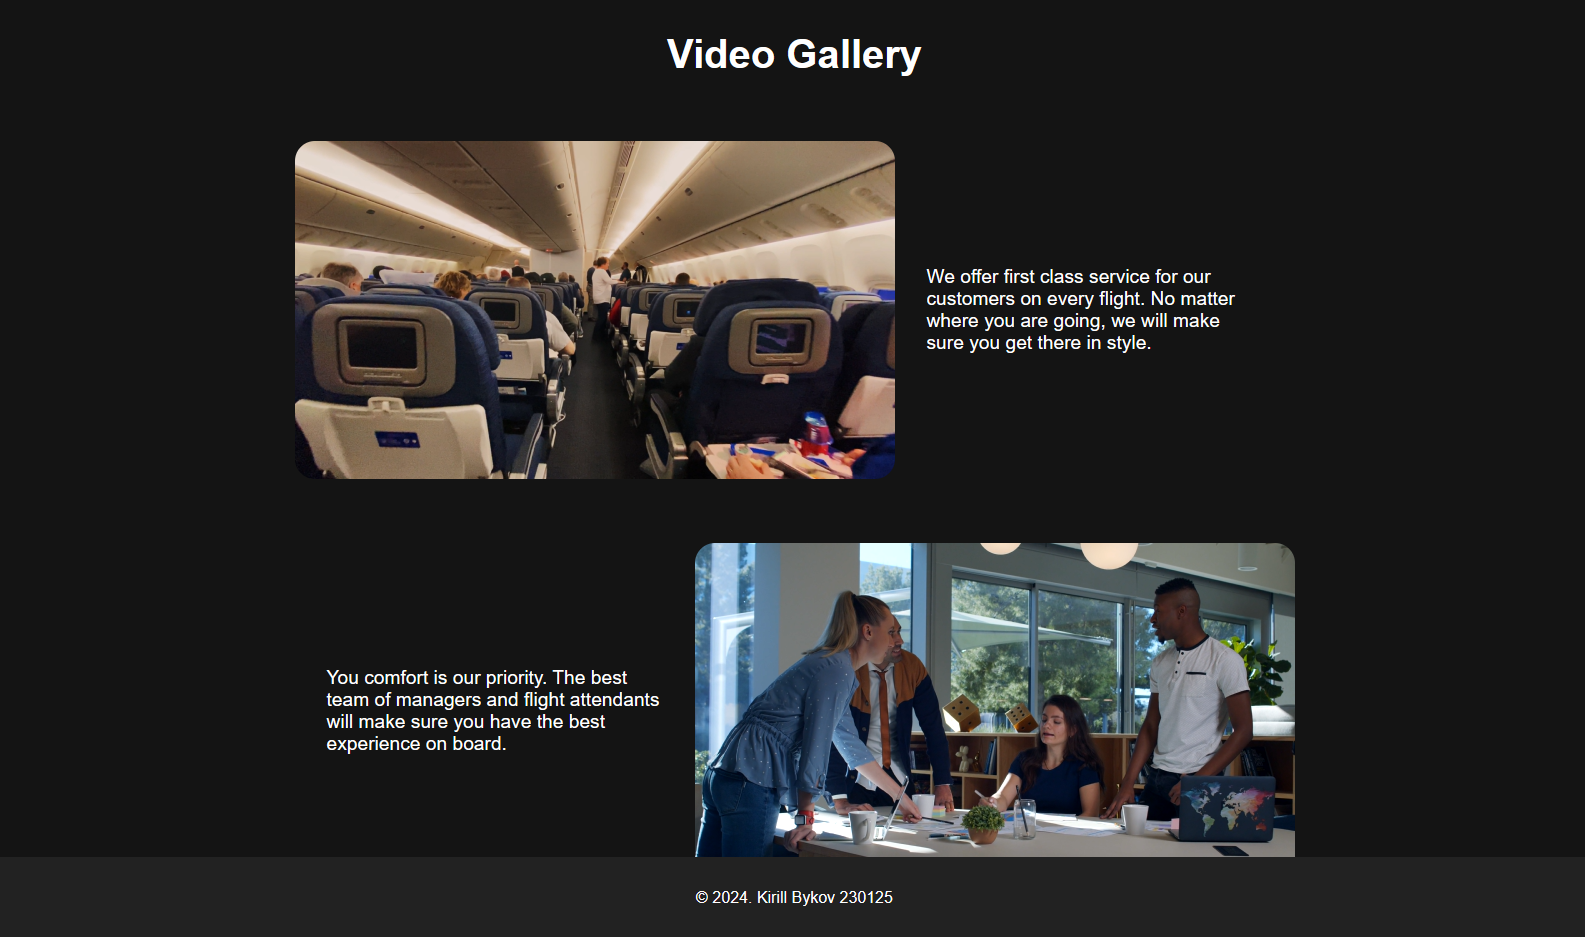 Video Gallery
We offer first class service for our
customers on every flight. No matter
where you are going, we will make
sure you get there in style.
You comfort is our priority. The best
team of managers and flight attendants
will make sure you have the best
experience on board.
© 2024. Kirill Bykov 230125